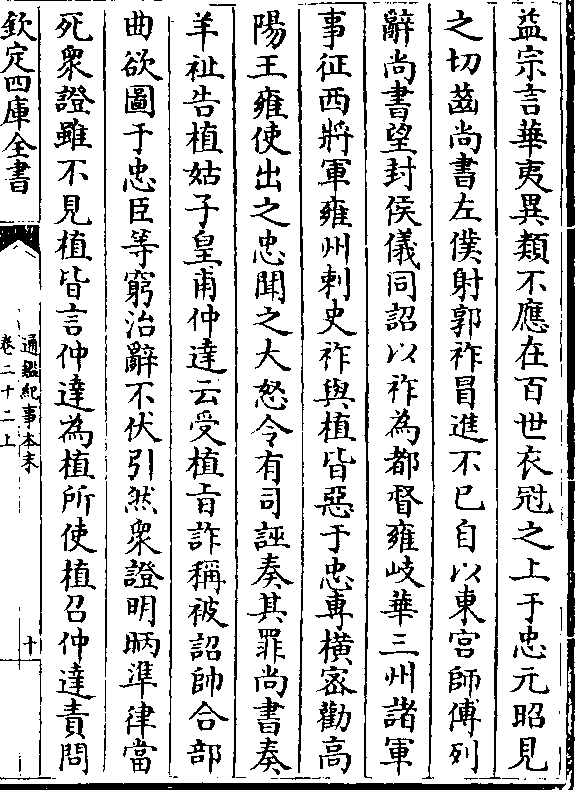 益宗言華夷異類不應在百世衣冠之上于忠元昭見
之切齒尚書左僕射郭祚冒進不已自以東宮師傅列
辭尚書望封侯儀同詔以祚為都督雍岐華三州諸軍
事征西將軍雍州刺史祚與植皆惡于忠專橫密勸高
陽王雍使出之忠聞之大怒令有司誣奏其罪尚書奏
羊祉告植姑子皇甫仲達云受植旨詐稱被詔帥合部
曲欲圖于忠臣等窮治辭不伏引然衆證明昞準律當
死衆證雖不見植皆言仲達為植所使植召仲達責問
欽定四庫全書
通鑑紀事本末
卷二十二上
十